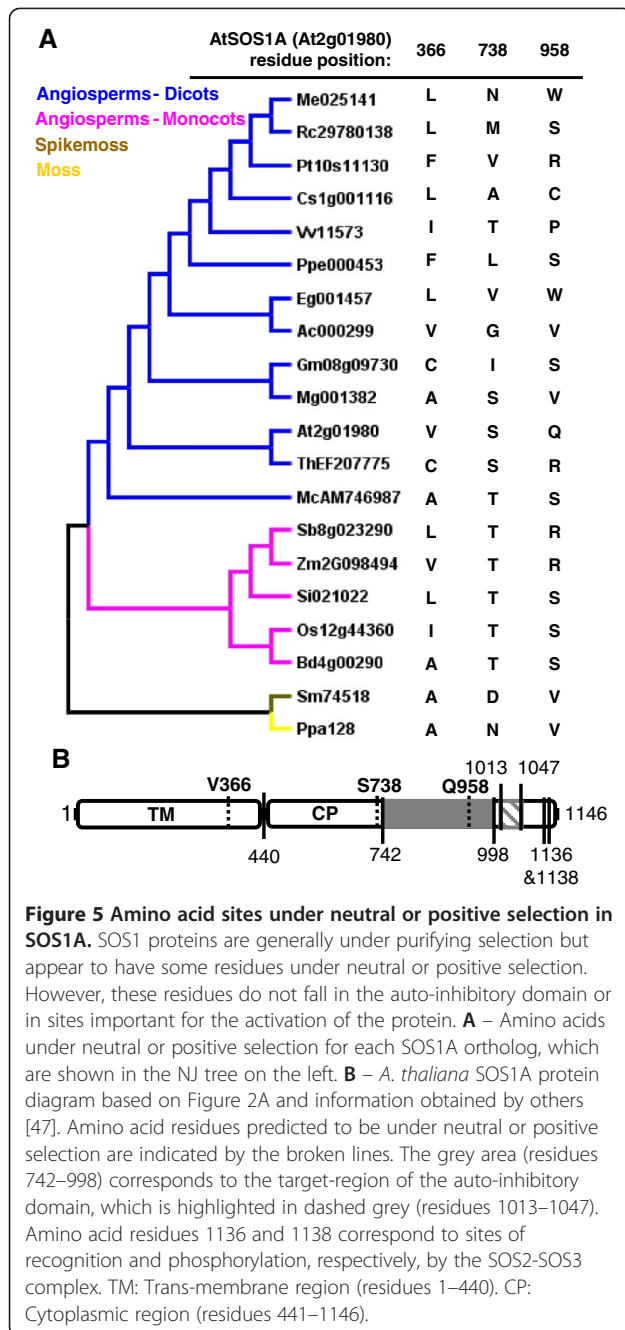 A
AtSOS1A (At2g01980)
residue position:
366 738 958
Angiosperms - Dicots
Angiosperms - Monocots
Spikemoss
Moss
Me025141 L N W
Rc29780138 L M S
Pt10s11130 F V R
Cs1g001116 L A C
Vv11573 I T P
Ppe000453 F L S
Eg001457 L V W
Ac000299 V G V
Gm08g09730 C I S
Mg001382 A S V
At2g01980 V S Q
ThEF207775 C S R
McAM746987 A T S
Sb8g023290 L T R
Zm2G098494 V T R
Si021022 L T S
Os12g44360 I T S
Bd4g00290 A T S
Sm74518 A D V
Ppa128 A N V
B
1013 1047
V366 S738 Q958
1 TM CP 1146
440 742 998 1136
&1138
Figure 5 Amino acid sites under neutral or positive selection in
SOS1A. SOS1 proteins are generally under purifying selection but
appear to have some residues under neutral or positive selection.
However, these residues do not fall in the auto-inhibitory domain or
in sites important for the activation of the protein. A – Amino acids
under neutral or positive selection for each SOS1A ortholog, which
are shown in the NJ tree on the left. B – A. thaliana SOS1A protein
diagram based on Figure 2A and information obtained by others
[47]. Amino acid residues predicted to be under neutral or positive
selection are indicated by the broken lines. The grey area (residues
742–998) corresponds to the target-region of the auto-inhibitory
domain, which is highlighted in dashed grey (residues 1013–1047).
Amino acid residues 1136 and 1138 correspond to sites of
recognition and phosphorylation, respectively, by the SOS2-SOS3
complex. TM: Trans-membrane region (residues 1–440). CP:
Cytoplasmic region (residues 441–1146).